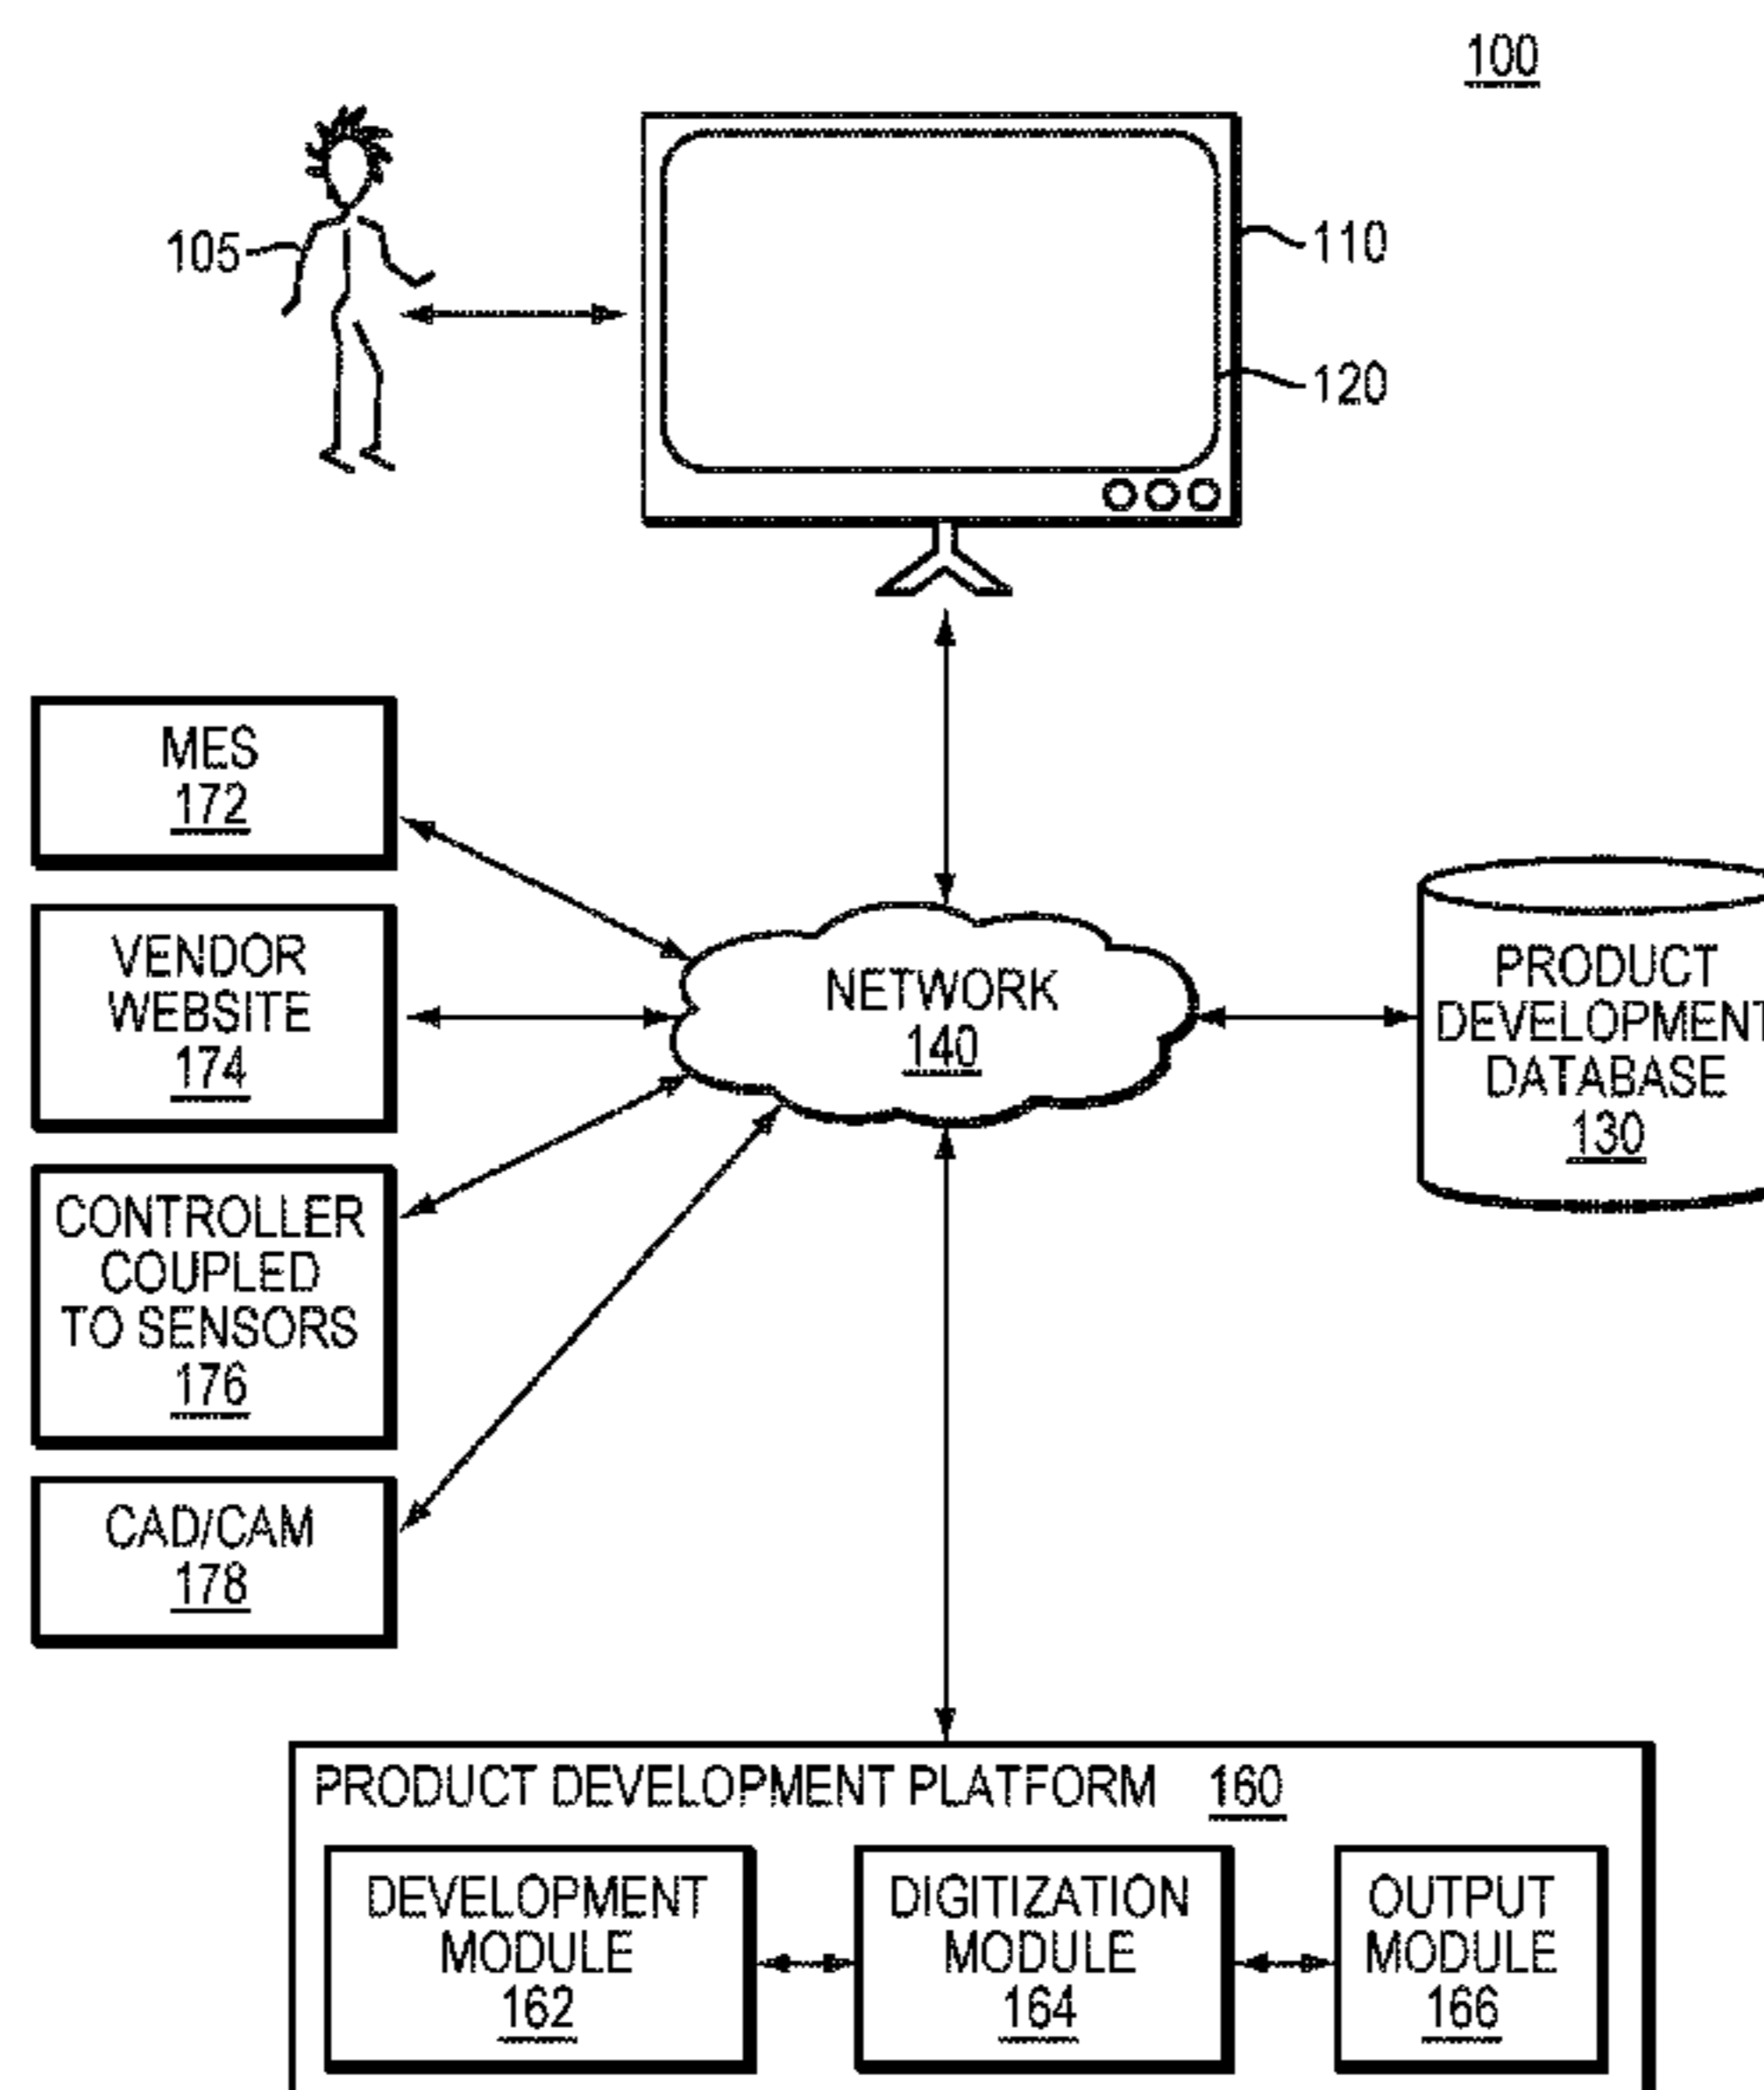 100
105
110
120
MES
172
VENDOR
WEBSITE
174
CONTROLLER
COUPLED
TO SENSORS
176
CAD/CAM
178
NETWORK
140
PRODUCT
DEVELOPMENT
DATABASE
130
PRODUCT DEVELOPMENT PLATFORM 160
DEVELOPMENT
MODULE
162
DIGITIZATION
MODULE
164
OUTPUT
MODULE
166